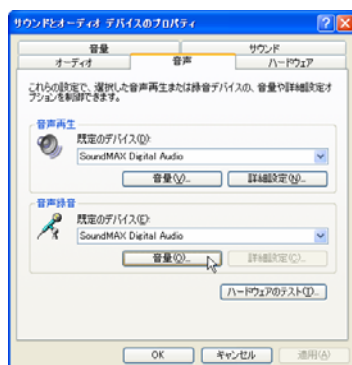 サウンドとオーディオ デバイスのプロパティ
音量
サウンド
オーディオ
音声
ハードウェア
これらの設定で、選択した音声再生または録音デバイスの、音量や詳細設定オ
プションを制御できます。
音声再生
既定のデバイス(D):
SoundMAX Digital Audio
音量(V)...
詳細設定(N)...
音声録音
既定のデバイス(E):
SoundMAX Digital Audio
音量(O)...
詳細設定(C)...
ハードウェアのテスト(T)...
OK
キャンセル
適用(A)